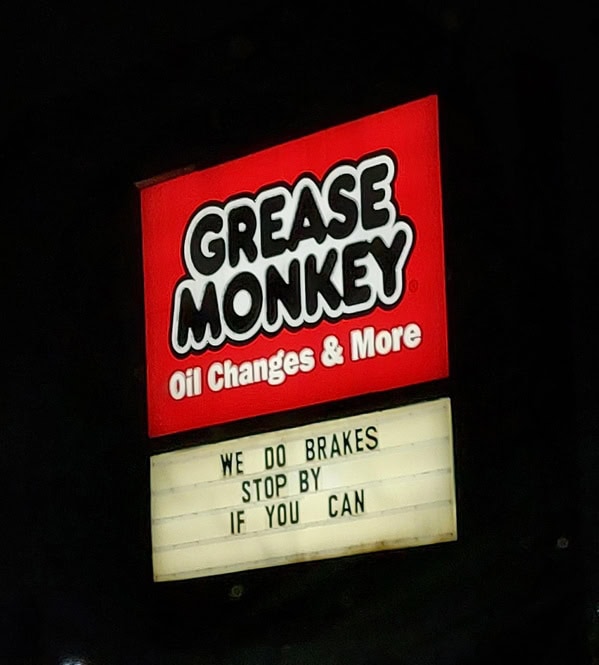 GREASE
MONKEY®
Oil Changes & More
WE DO BRAKES
STOP BY
IF YOU CAN